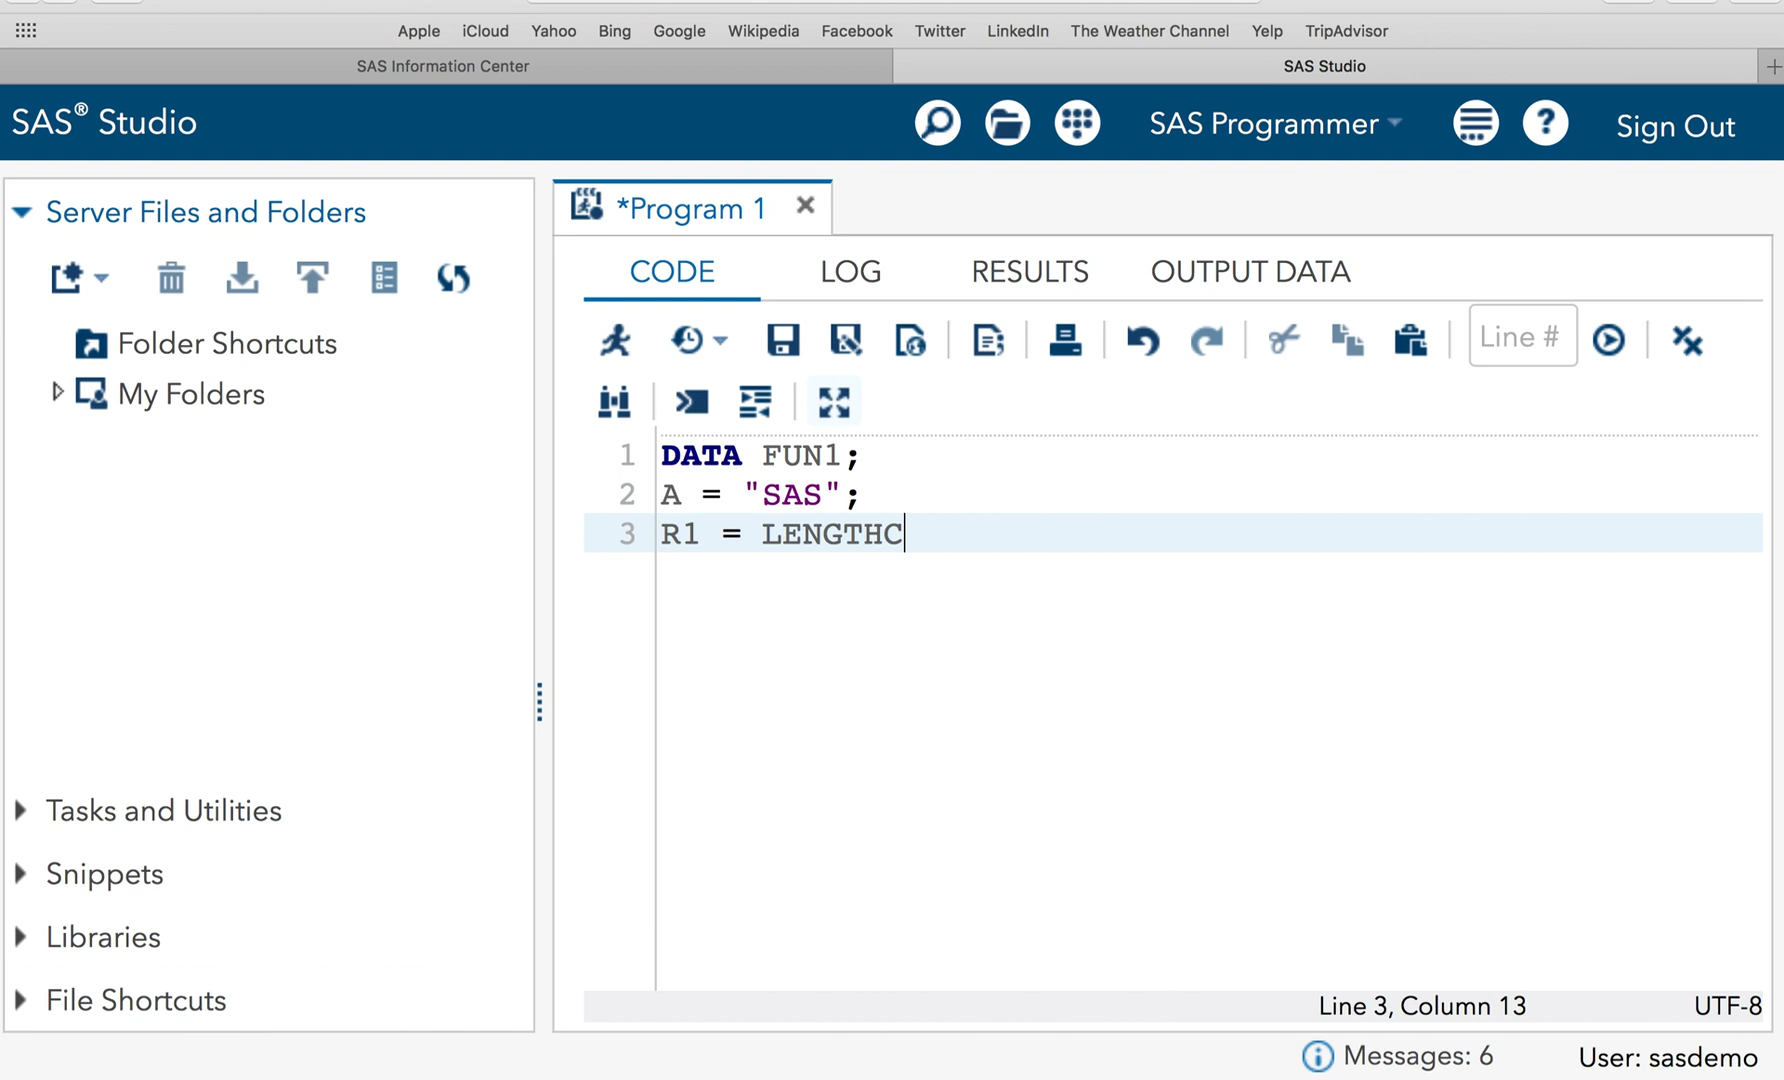 Apple iCloud Yahoo Bing Google Wikipedia Facebook Twitter LinkedIn The Weather Channel Yelp TripAdvisor
SAS Information Center SAS Studio
SAS® Studio SAS Programmer Sign Out
Server Files and Folders
Folder Shortcuts
My Folders
Tasks and Utilities
Snippets
Libraries
File Shortcuts
*Program 1
CODE LOG RESULTS OUTPUT DATA
Line #
1 DATA FUN1;
2 A = "SAS";
3 R1 = LENGTHC
Line 3, Column 13 UTF-8
Messages: 6 User: sasdemo